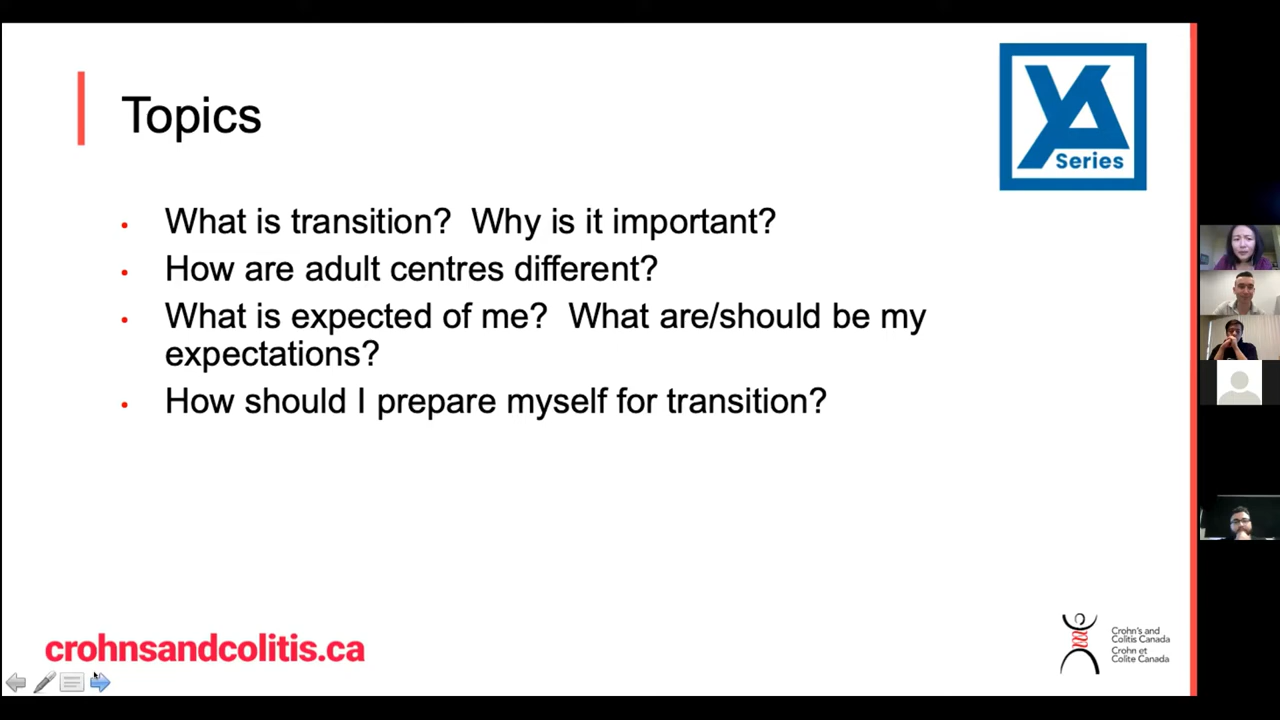 Topics
YA
Series
What is transition?  Why is it important?
How are adult centres different?
What is expected of me?  What are/should be my
expectations?
How should I prepare myself for transition?
crohnsandcolitis.ca
Crohn's and
Colitis Canada
Crohn et
Colite Canada